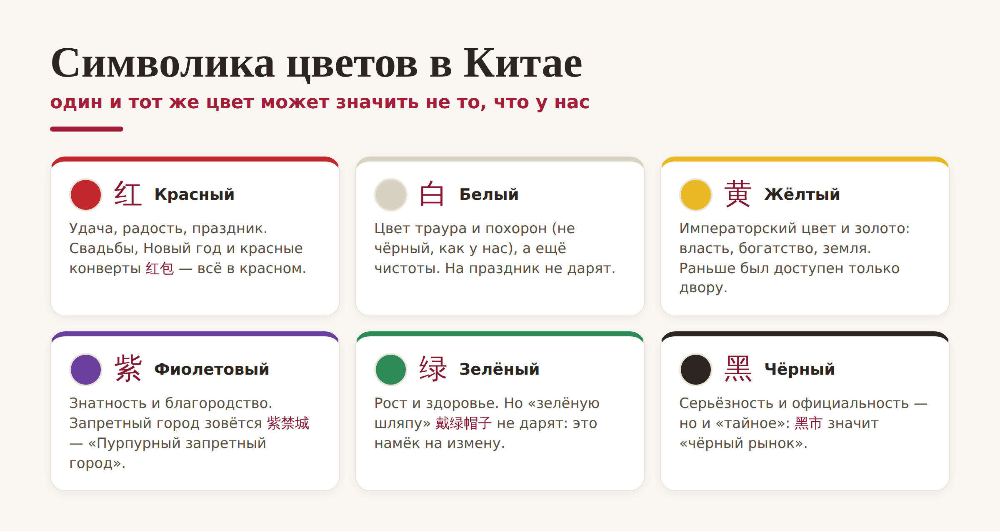 Символика цветов в Китае
один и тот же цвет может значить не то, что у нас
红 Красный
Удача, радость, праздник.
Свадьбы, Новый год и красные
конверты 红包 — всё в красном.
白 Белый
Цвет траура и похорон (не
чёрный, как у нас), а ещё
чистоты. На праздник не дарят.
黄 Жёлтый
Императорский цвет и золото:
власть, богатство, земля.
Раньше был доступен только
двору.
紫 Фиолетовый
Знатность и благородство.
Запретный город зовётся 紫禁城
— «Пурпурный запретный
город».
绿 Зелёный
Рост и здоровье. Но «зелёную
шляпу» 戴绿帽子 не дарят: это
намёк на измену.
黑 Чёрный
Серьёзность и официальность —
но и «тайное»: 黑市 значит
«чёрный рынок».